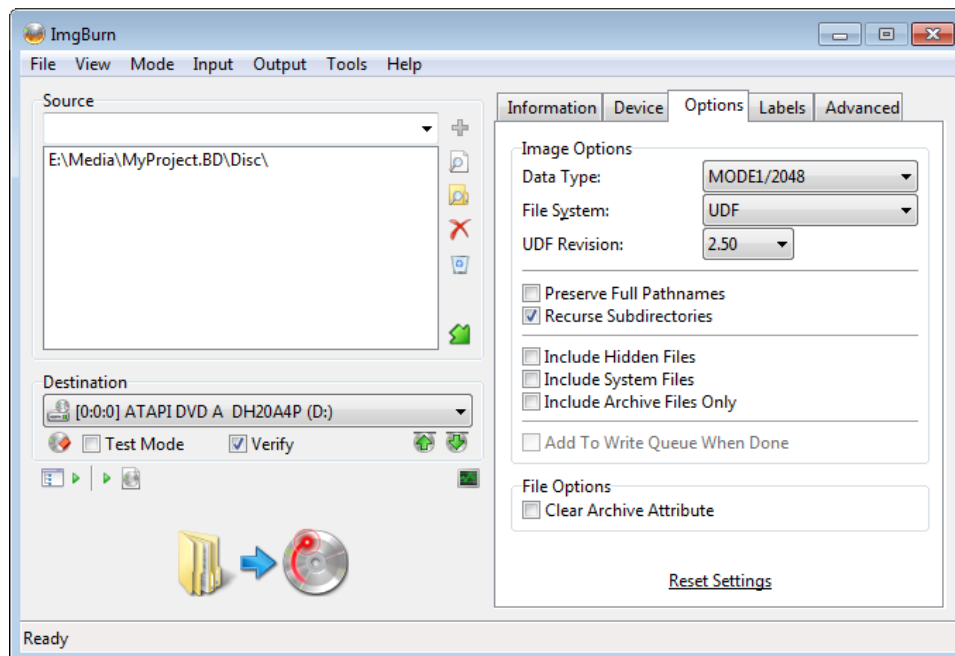 ImgBurn
File View Mode Input Output Tools Help
Source
E:\Media\MyProject.BD\Disc\
Destination
[0:0:0] ATAPI DVD A DH20A4P (D:)
Test Mode Verify
Information Device Options Labels Advanced
Image Options
Data Type: MODE1/2048
File System: UDF
UDF Revision: 2.50
Preserve Full Pathnames
Recurse Subdirectories
Include Hidden Files
Include System Files
Include Archive Files Only
Add To Write Queue When Done
File Options
Clear Archive Attribute
Reset Settings
Ready